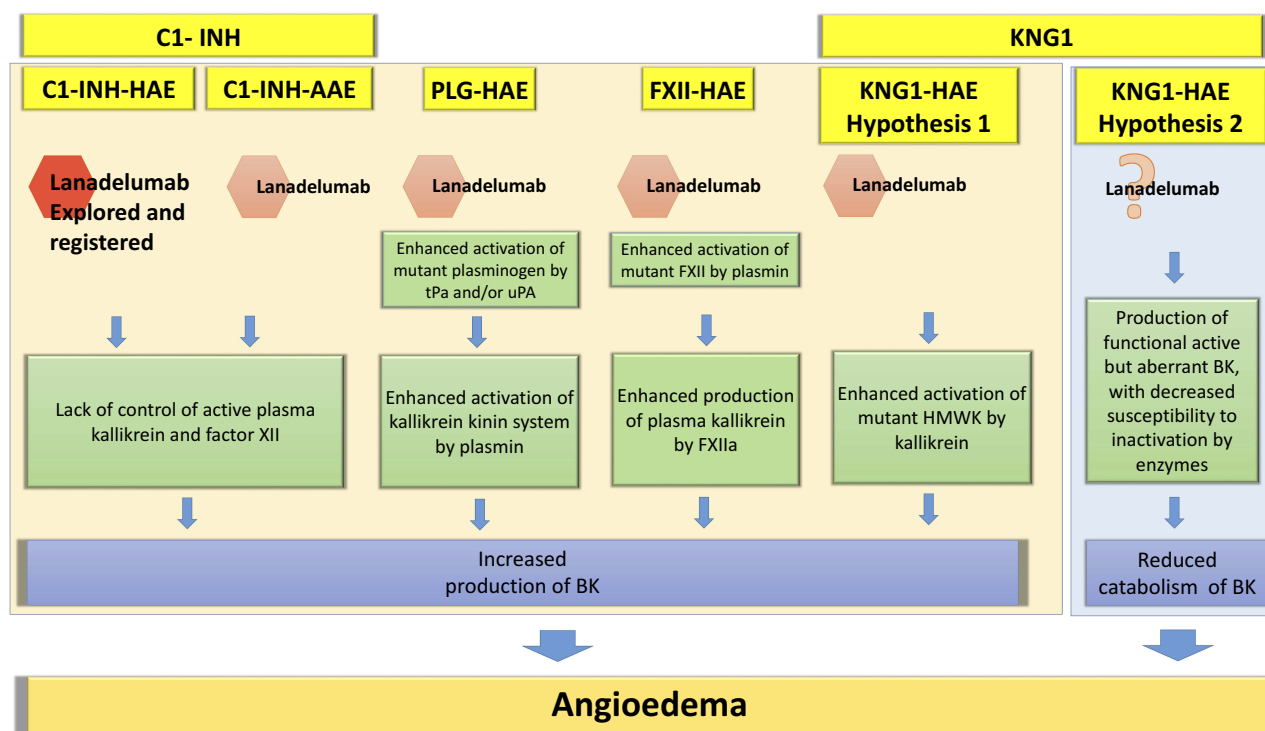 C1- INH
KNG1
C1-INH-HAE
C1-INH-AAE
PLG-HAE
FXII-HAE
KNG1-HAE
Hypothesis 1
KNG1-HAE
Hypothesis 2
Lanadelumab
Explored and
registered
Lanadelumab
Lanadelumab
Lanadelumab
Lanadelumab
?
Lanadelumab
Enhanced activation of
mutant plasminogen by
tPa and/or uPA
Enhanced activation of
mutant FXII by plasmin
Lack of control of active plasma
kallikrein and factor XII
Enhanced activation of
kallikrein kinin system
by plasmin
Enhanced production
of plasma kallikrein
by FXIIa
Enhanced activation of
mutant HMWK by
kallikrein
Production of
functional active
but aberrant BK,
with decreased
susceptibility to
inactivation by
enzymes
Increased
production of BK
Reduced
catabolism of BK
Angioedema